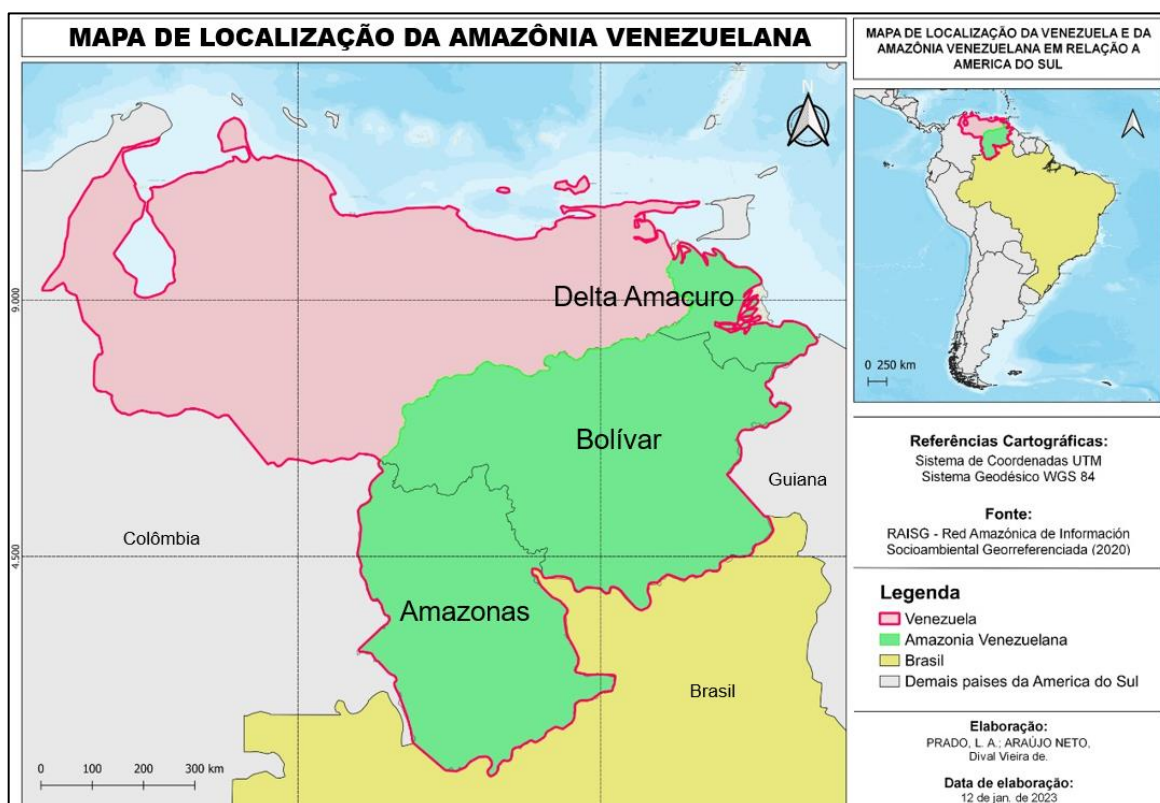 MAPA DE LOCALIZAÇÃO DA AMAZÔNIA VENEZUELANA
Delta Amacuro
Bolívar
Guiana
Colômbia
Amazonas
Brasil
9.000
4.500
0 100 200 300 km
MAPA DE LOCALIZAÇÃO DA VENEZUELA E DA
AMAZÔNIA VENEZUELANA EM RELAÇÃO A
AMERICA DO SUL
0 250 km
Referências Cartográficas:
Sistema de Coordenadas UTM
Sistema Geodésico WGS 84
Fonte:
RAISG - Red Amazónica de Información
Socioambiental Georreferenciada (2020)
Legenda
Venezuela
Amazonia Venezuelana
Brasil
Demais paises da America do Sul
Elaboração:
PRADO, L. A.; ARAÚJO NETO,
Dival Vieira de.
Data de elaboração:
12 de jan. de 2023